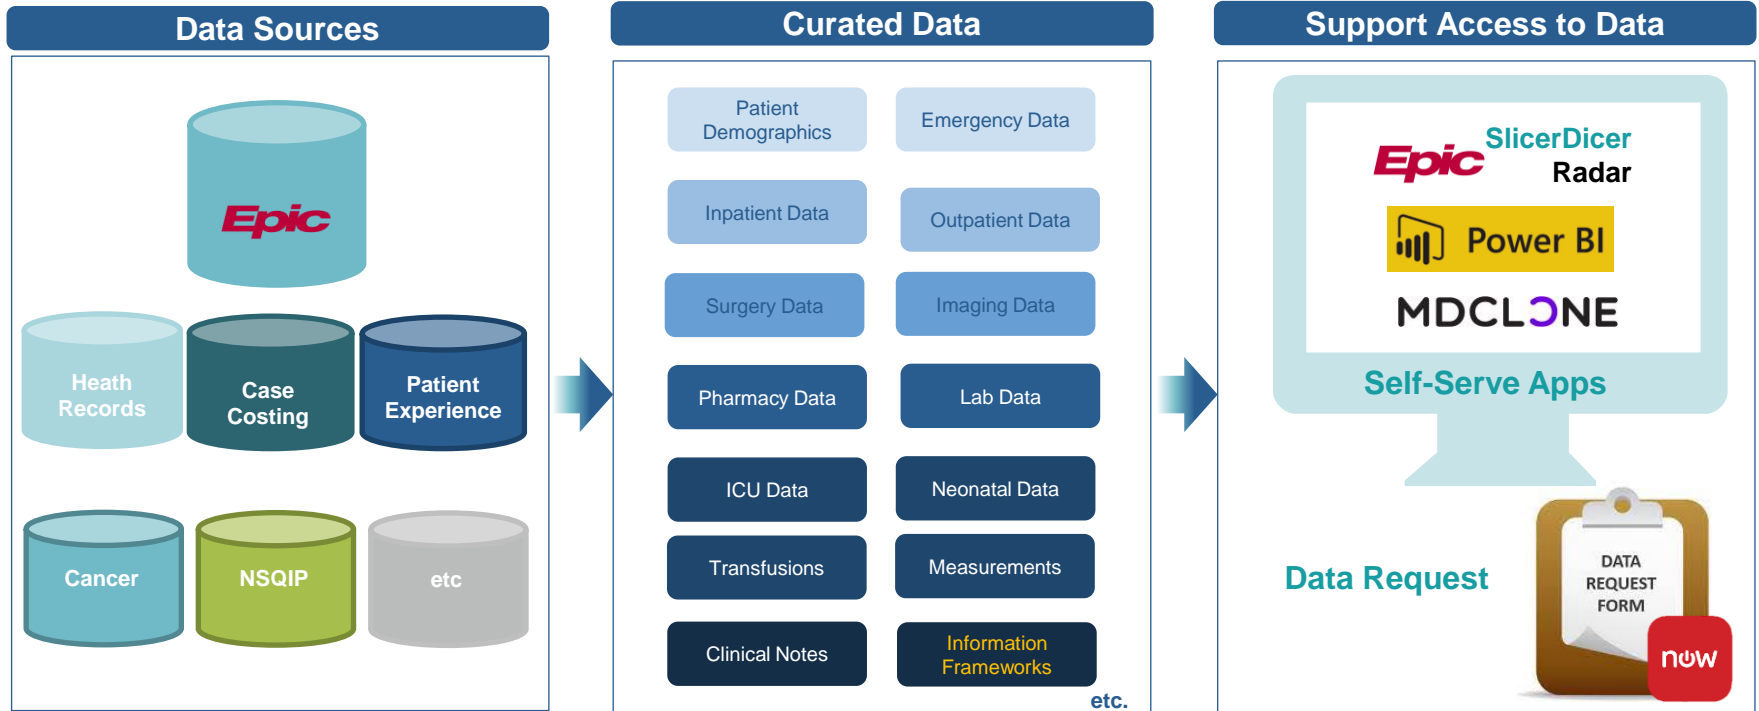 Data Sources
Epic
Heath
Records
Case
Costing
Patient
Experience
Cancer
NSQIP
etc
Curated Data
Patient
Demographics
Emergency Data
Inpatient Data
Outpatient Data
Surgery Data
Imaging Data
Pharmacy Data
Lab Data
ICU Data
Neonatal Data
Transfusions
Measurements
Clinical Notes
Information
Frameworks
etc.
Support Access to Data
Epic
SlicerDicer
Radar
Power BI
MDCLONE
Self-Serve Apps
Data Request
DATA
REQUEST
FORM
now